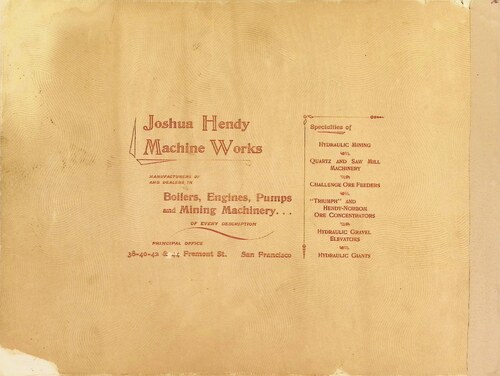 Joshua Hendy
Machine Works
MANUFACTURERS OF
AND DEALERS IN
Boilers, Engines, Pumps
and Mining Machinery...
OF EVERY DESCRIPTION
PRINCIPAL OFFICE
38-40-42 & 44 Fremont St. San Francisco
Specialties of
HYDRAULIC MINING
QUARTZ AND SAW MILL
MACHINERY
CHALLENGE ORE FEEDERS
"TRIUMPH" AND
HENDY-NORBOM
ORE CONCENTRATORS
HYDRAULIC GRAVEL
ELEVATORS
HYDRAULIC GIANTS